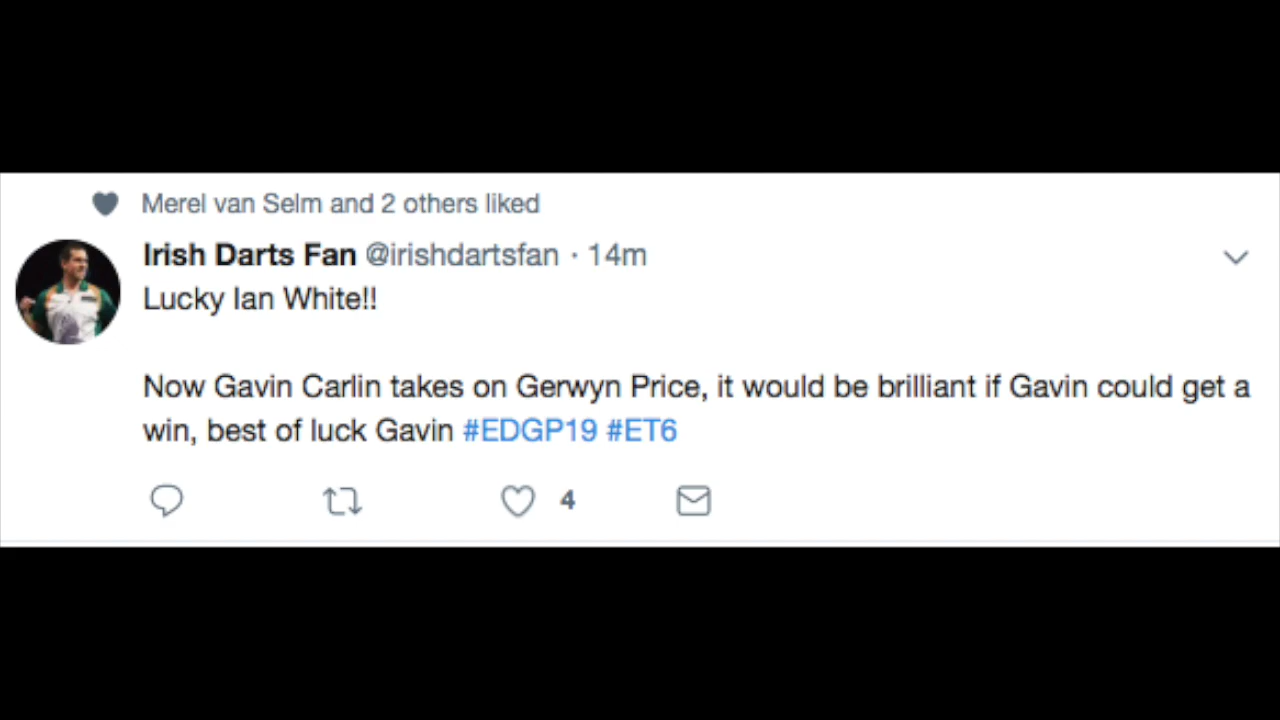 Merel van Selm and 2 others liked
Irish Darts Fan @irishdartsfan · 14m
Lucky Ian White!!
Now Gavin Carlin takes on Gerwyn Price, it would be brilliant if Gavin could get a
win, best of luck Gavin #EDGP19 #ET6
4